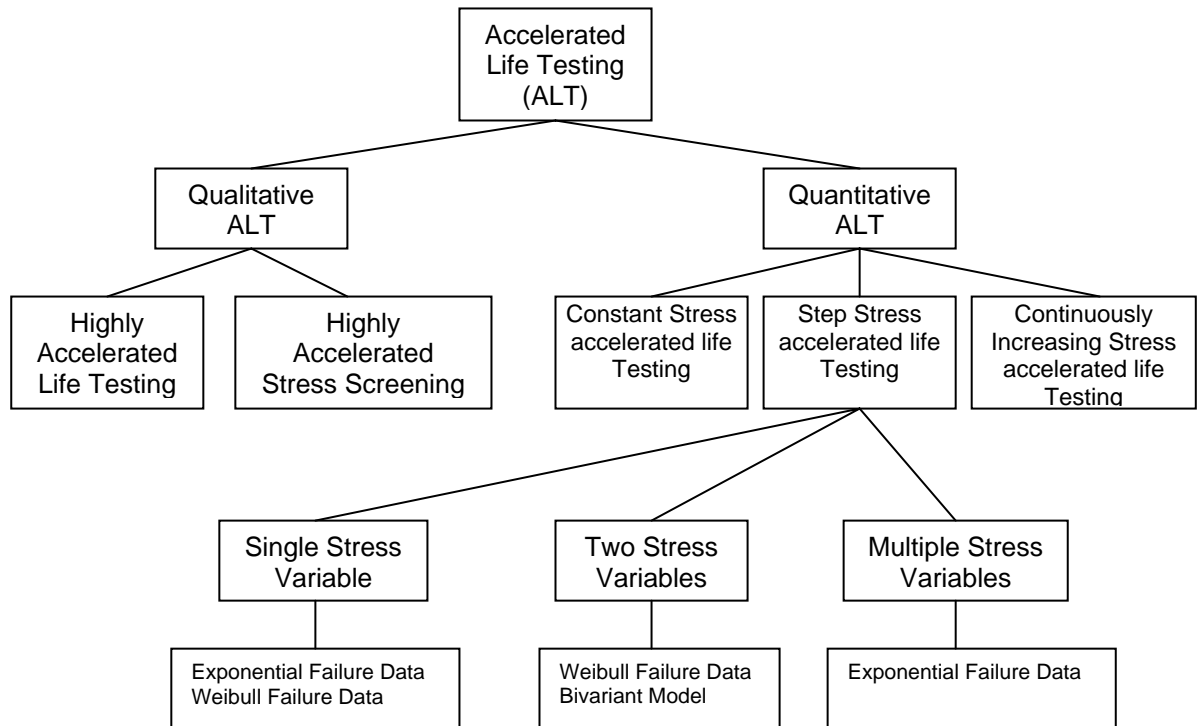 Accelerated
Life Testing
(ALT)
Qualitative
ALT
Quantitative
ALT
Highly
Accelerated
Life Testing
Highly
Accelerated
Stress Screening
Constant Stress
accelerated life
Testing
Step Stress
accelerated life
Testing
Continuously
Increasing Stress
accelerated life
Testing
Single Stress
Variable
Two Stress
Variables
Multiple Stress
Variables
Exponential Failure Data
Weibull Failure Data
Weibull Failure Data
Bivariant Model
Exponential Failure Data